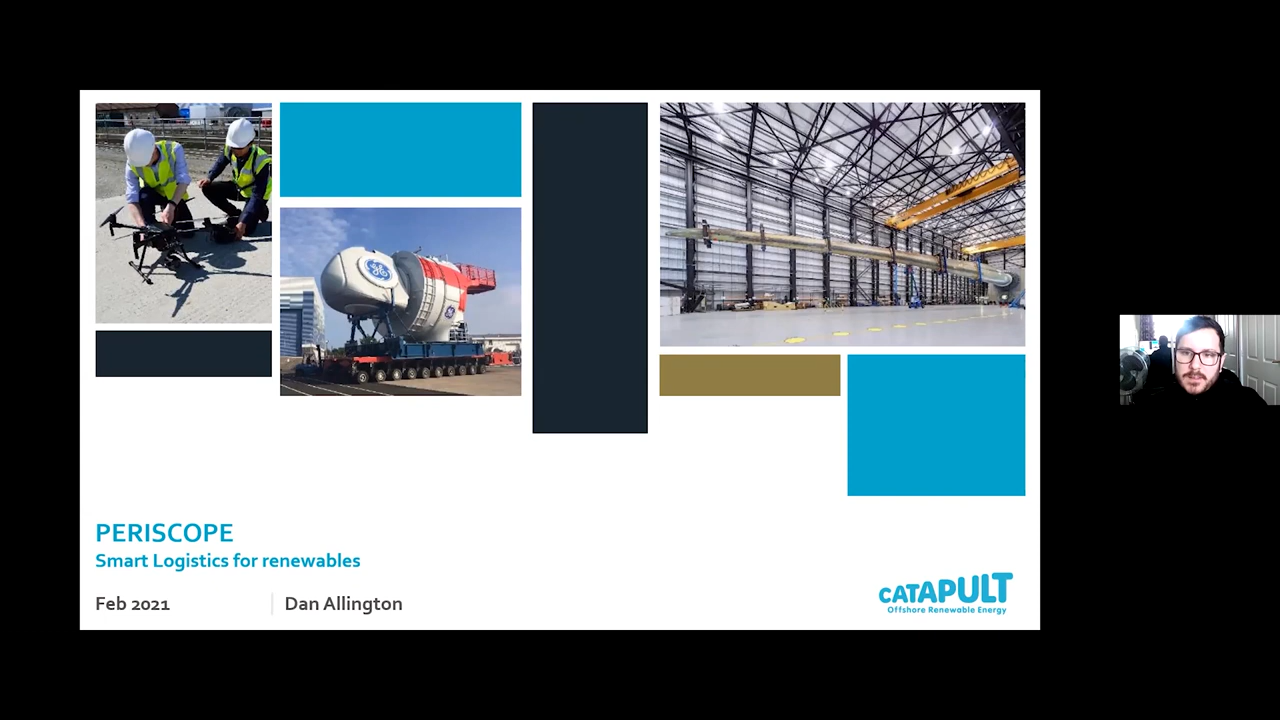 PERISCOPE
Smart Logistics for renewables
Feb 2021
Dan Allington
CATAPULT
Offshore Renewable Energy